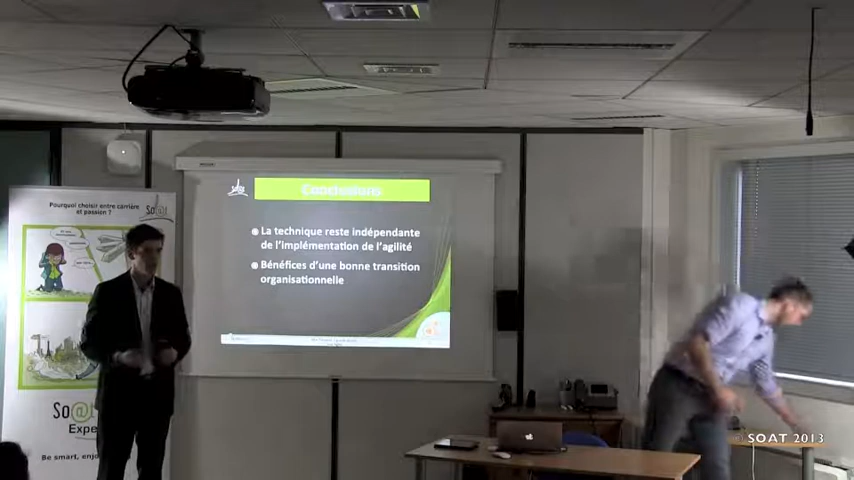 Pourquoi choisir entre carrière
et passion ?
So@t
Conclusions
La technique reste indépendante
de l'implémentation de l'agilité
Bénéfices d'une bonne transition
organisationnelle
So@t
Be smart, enjo
SOAT 2013